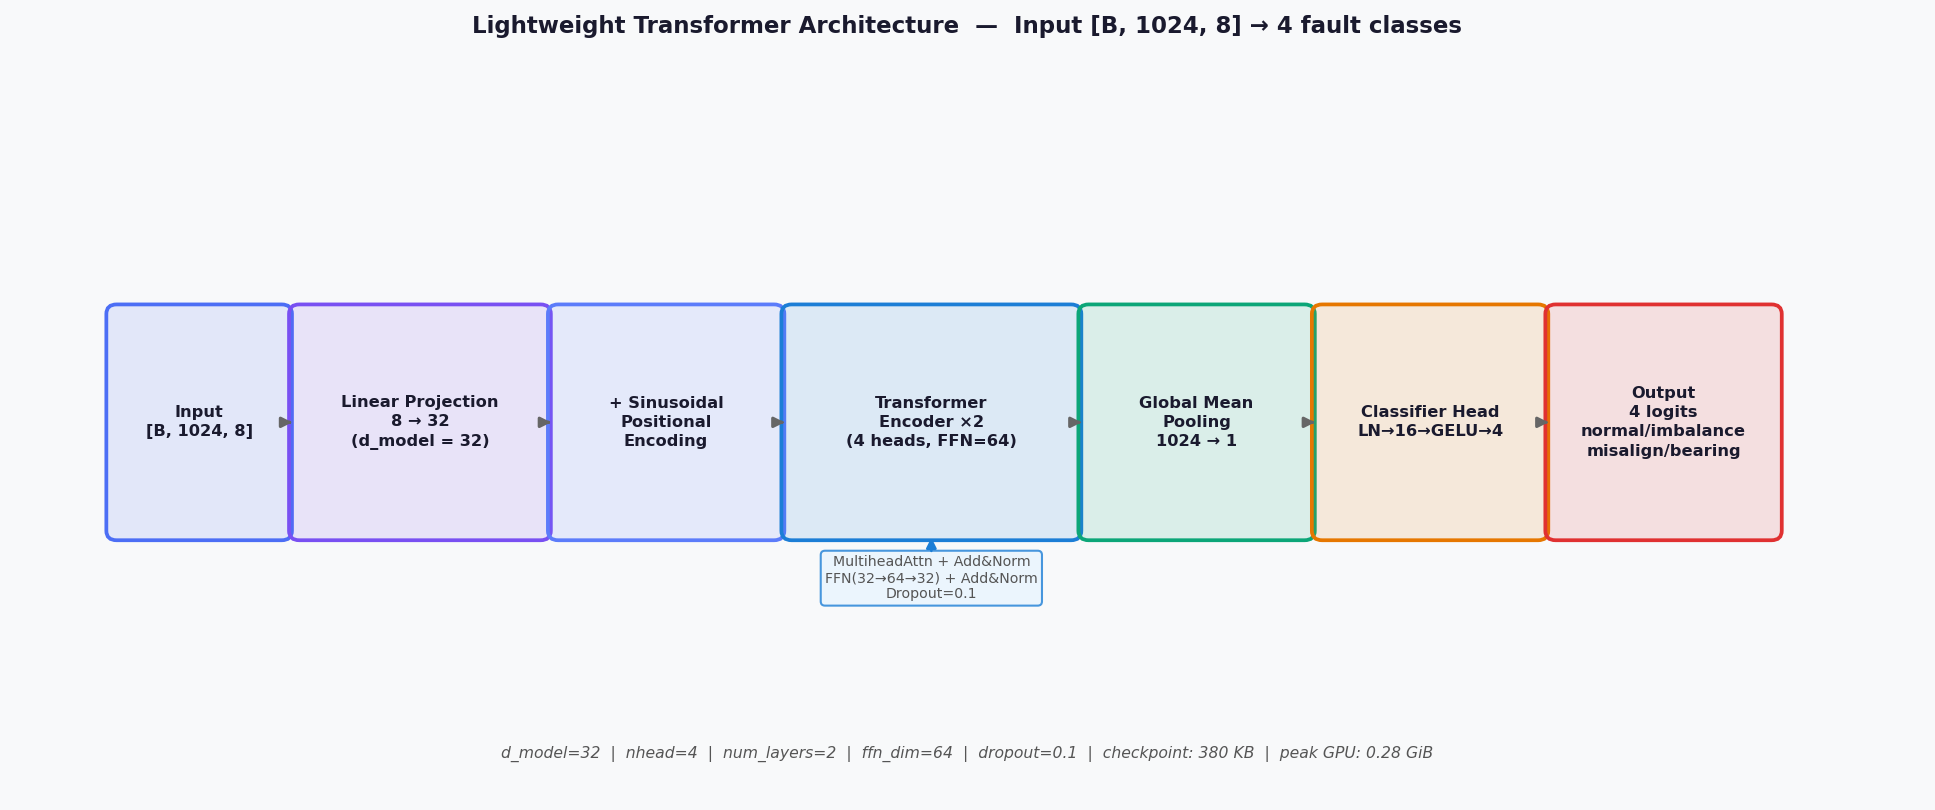 Lightweight Transformer Architecture — Input [B, 1024, 8] → 4 fault classes
Input
[B, 1024, 8]
Linear Projection
8 → 32
(d_model = 32)
+ Sinusoidal
Positional
Encoding
Transformer
Encoder ×2
(4 heads, FFN=64)
Global Mean
Pooling
1024 → 1
Classifier Head
LN→16→GELU→4
Output
4 logits
normal/imbalance
misalign/bearing
MultiheadAttn + Add&Norm
FFN(32→64→32) + Add&Norm
Dropout=0.1
d_model=32 | nhead=4 | num_layers=2 | ffn_dim=64 | dropout=0.1 | checkpoint: 380 KB | peak GPU: 0.28 GiB